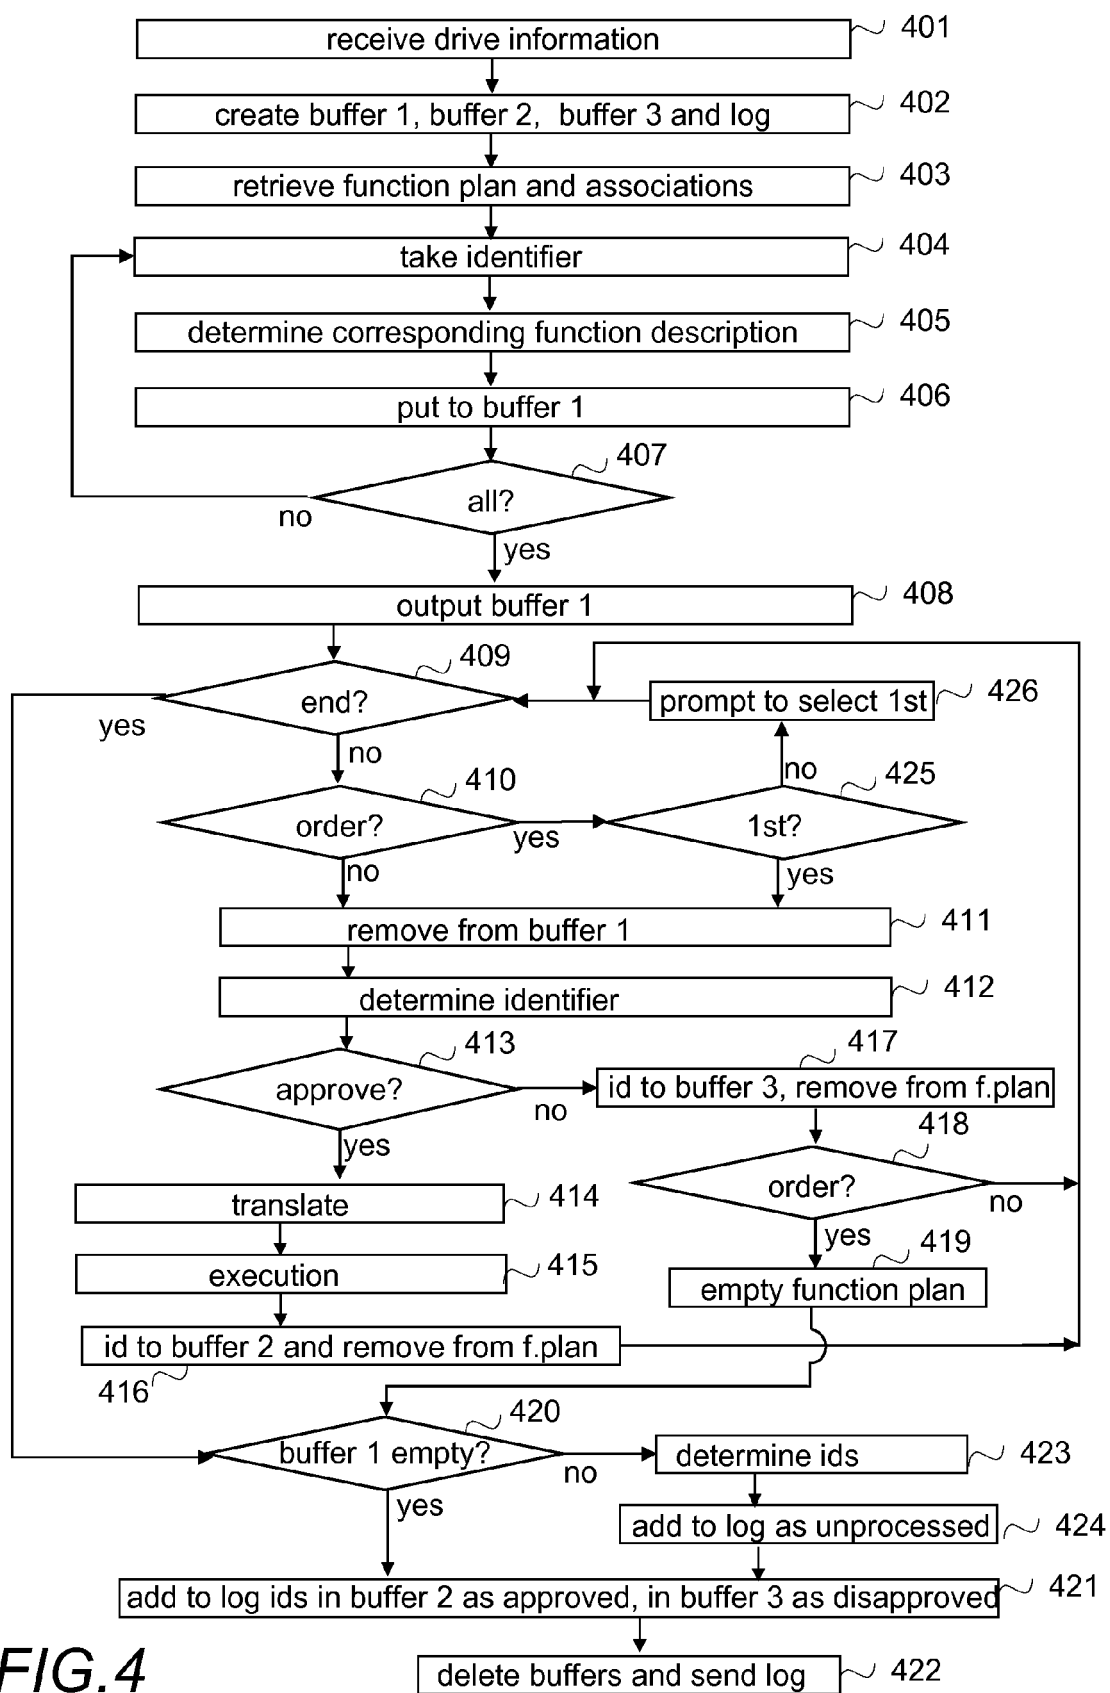 receive drive information 401
create buffer 1, buffer 2, buffer 3 and log 402
retrieve function plan and associations 403
take identifier 404
determine corresponding function description 405
put to buffer 1 406
407
all?
no
yes
output buffer 1 408
409
end?
yes
prompt to select 1st 426
no
no
410
425
order?
yes
1st?
no
yes
remove from buffer 1 411
determine identifier 412
413
417
approve?
no
id to buffer 3, remove from f.plan
yes
418
order?
no
translate 414
yes
419
execution 415
empty function plan
id to buffer 2 and remove from f.plan
416
420
buffer 1 empty?
no
determine ids 423
yes
add to log as unprocessed 424
add to log ids in buffer 2 as approved, in buffer 3 as disapproved 421
FIG.4
delete buffers and send log 422